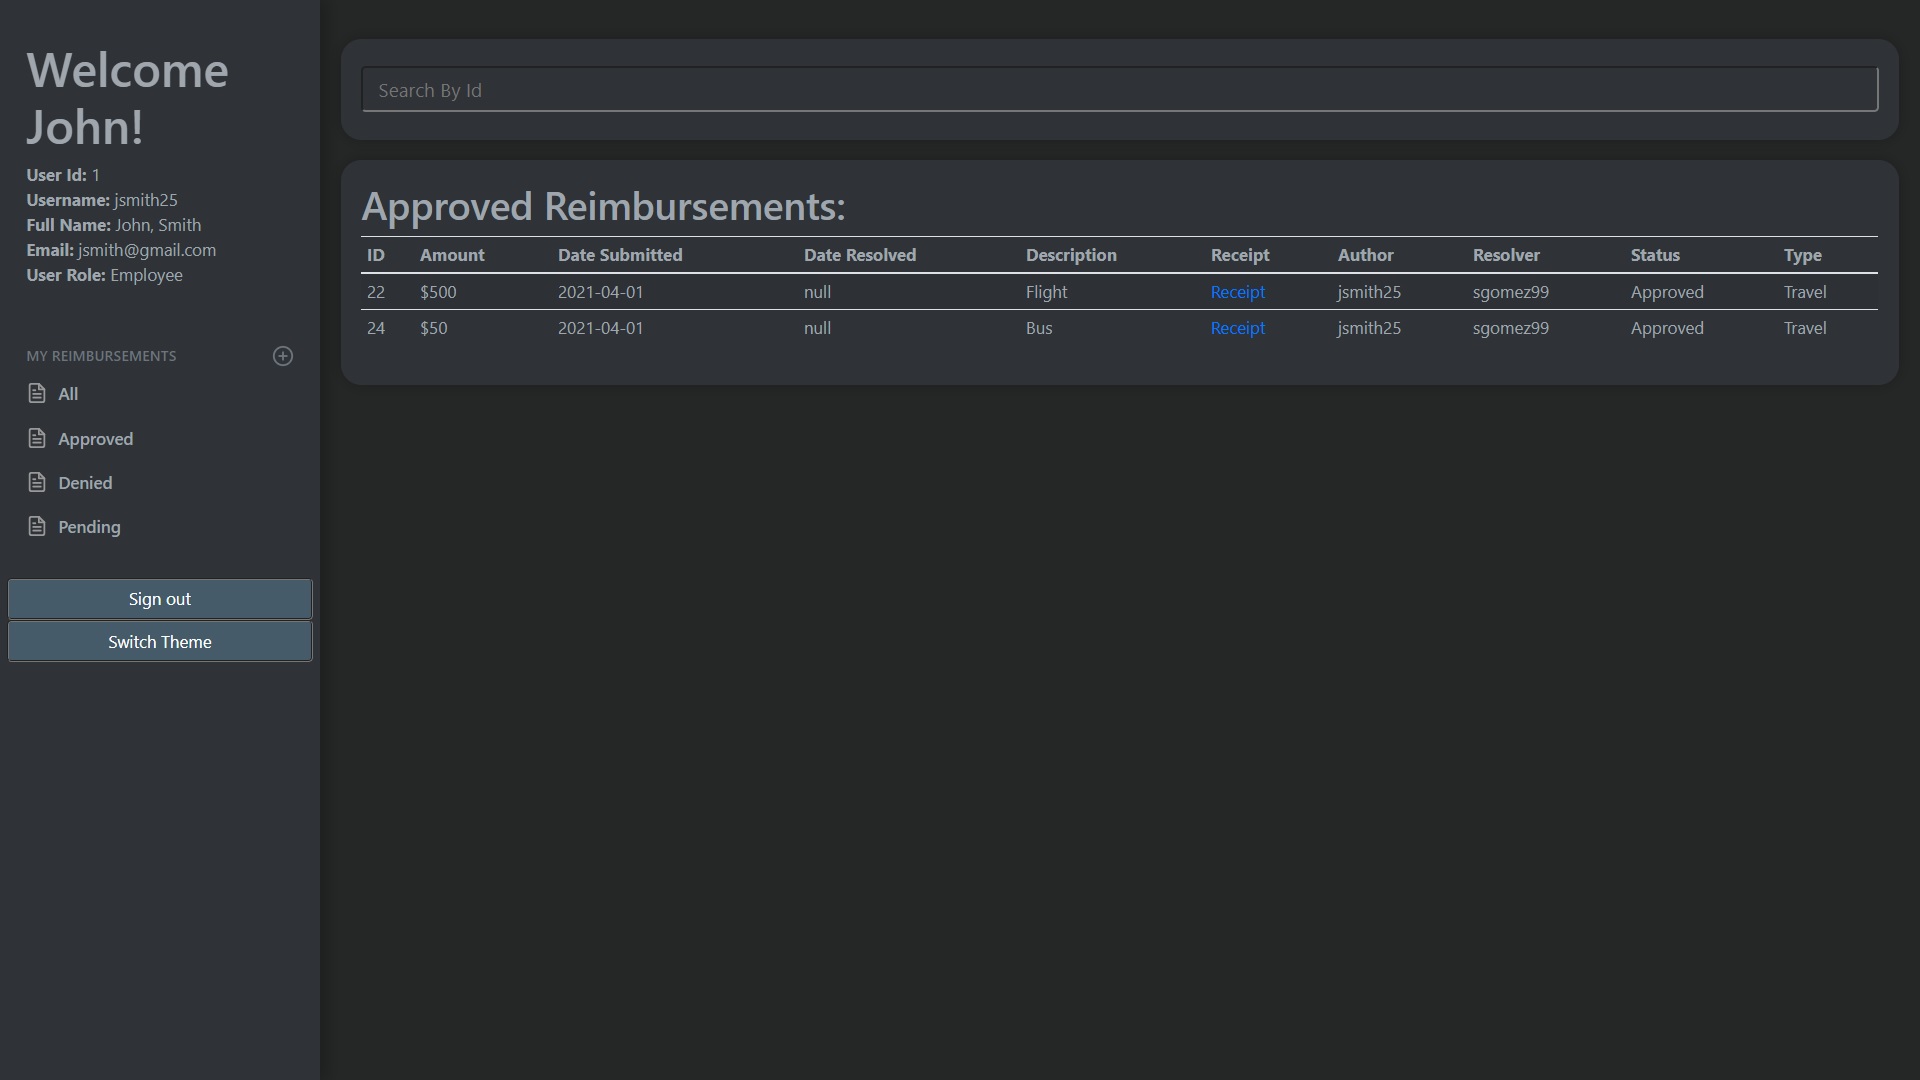 Welcome
John!
User Id: 1
Username: jsmith25
Full Name: John, Smith
Email: jsmith@gmail.com
User Role: Employee
MY REIMBURSEMENTS
All
Approved
Denied
Pending
Sign out
Switch Theme
Search By Id
Approved Reimbursements:
ID Amount Date Submitted Date Resolved Description Receipt Author Resolver Status Type
22 $500 2021-04-01 null Flight Receipt jsmith25 sgomez99 Approved Travel
24 $50 2021-04-01 null Bus Receipt jsmith25 sgomez99 Approved Travel